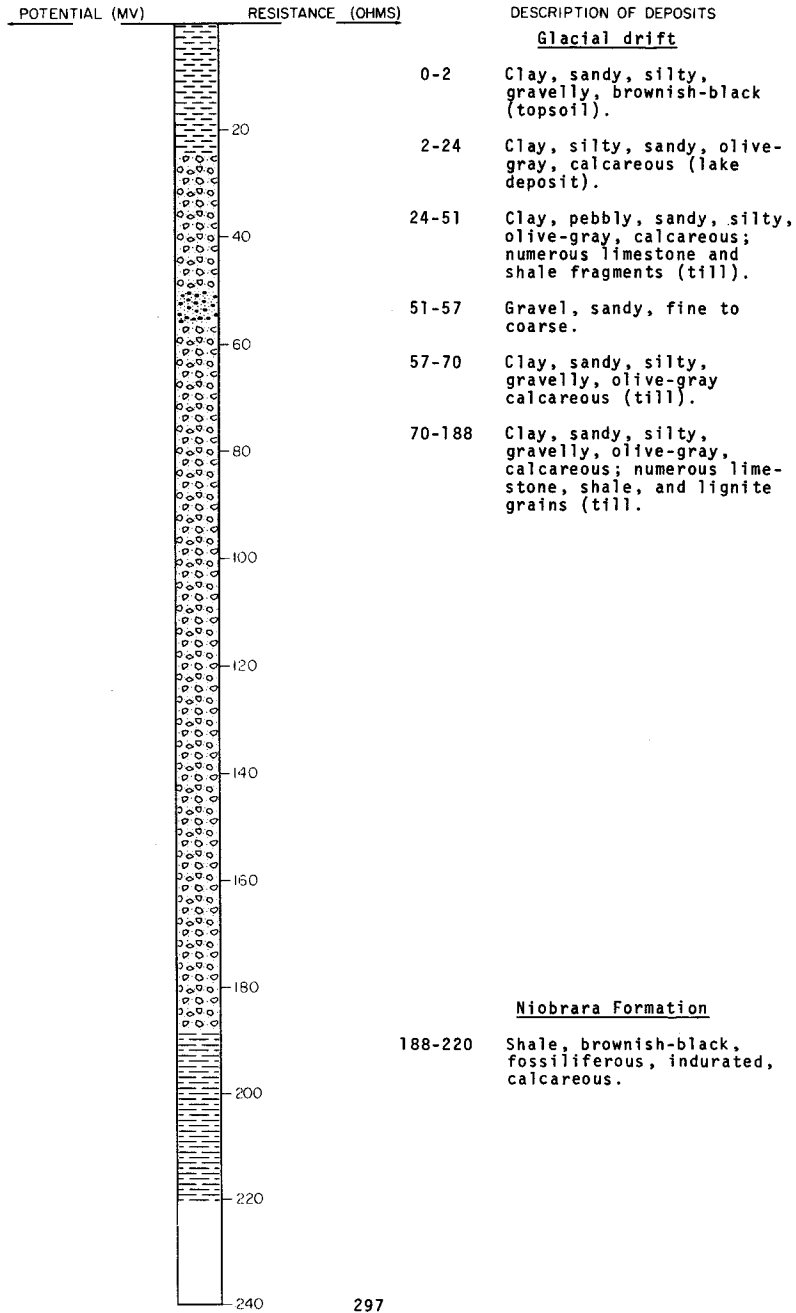 POTENTIAL (MV) RESISTANCE (OHMS) DESCRIPTION OF DEPOSITS
Glacial drift
0-2 Clay, sandy, silty,
gravelly, brownish-black
(topsoil).
20
2-24 Clay, silty, sandy, olive-
gray, calcareous (lake
deposit).
24-51 Clay, pebbly, sandy, silty,
olive-gray, calcareous;
numerous limestone and
shale fragments (till).
40
51-57 Gravel, sandy, fine to
coarse.
60
57-70 Clay, sandy, silty,
gravelly, olive-gray
calcareous (till).
70-188 Clay, sandy, silty,
gravelly, olive-gray,
calcareous; numerous lime-
stone, shale, and lignite
grains (till.
80
100
120
140
160
180
Niobrara Formation
188-220 Shale, brownish-black,
fossiliferous, indurated,
calcareous.
200
220
240
297